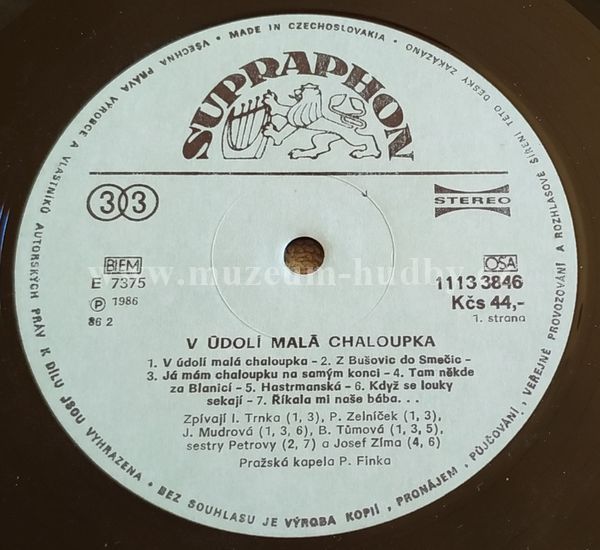 VŠECHNA PRÁVA VÝROBCE A VLASTNÍKŮ AUTORSKÝCH PRÁV K DÍLU JSOU VYHRAZENA • BEZ SOUHLASU JE VÝROBA KOPIÍ, PRONÁJEM, PŮJČOVÁNÍ, VEŘEJNÉ PROVOZOVÁNÍ A ROZHLASOVÉ ŠÍŘENÍ TÉTO DESKY ZAKÁZÁNO • MADE IN CZECHOSLOVAKIA •
SUPRAPHON
33
STEREO
BIEM
OSA
www.muzeum-hudby.
E 7375
1113 3846
Ⓟ 1986
Kčs 44,-
86 2
1. strana
V ÚDOLÍ MALÁ CHALOUPKA
1. V údolí malá chaloupka - 2. Z Bušovic do Smečic -
3. Já mám chaloupku na samým konci - 4. Tam někde
za Blanicí - 5. Hastrmanská - 6. Když se louky
sekají - 7. Říkala mi naše bába. . .
Zpívají I. Trnka (1, 3), P. Zelníček (1, 3),
J. Mudrová (1, 3, 6), B. Tůmová (1, 3, 5),
sestry Petrovy (2, 7) a Josef Zíma (4, 6)
Pražská kapela P. Finka